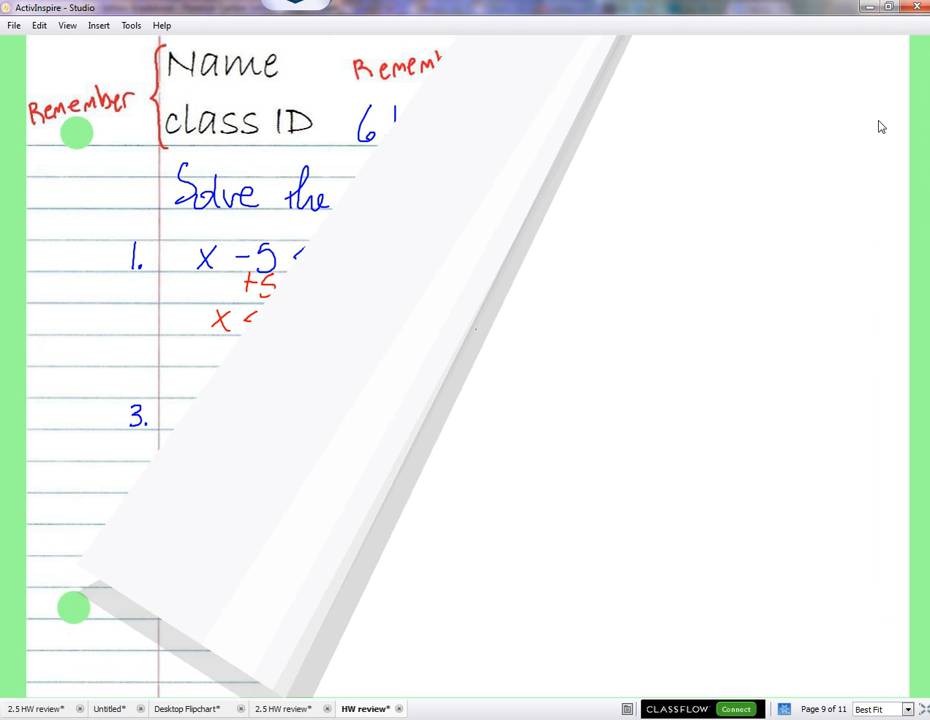 ActivInspire - Studio
File Edit View Insert Tools Help
Name
Remember
class ID 6
Solve the
1. x - 5 <
+5
x <
3.
2.5 HW review* Untitled* Desktop Flipchart* 2.5 HW review* HW review* CLASSFLOW Connect Page 9 of 11 Best Fit